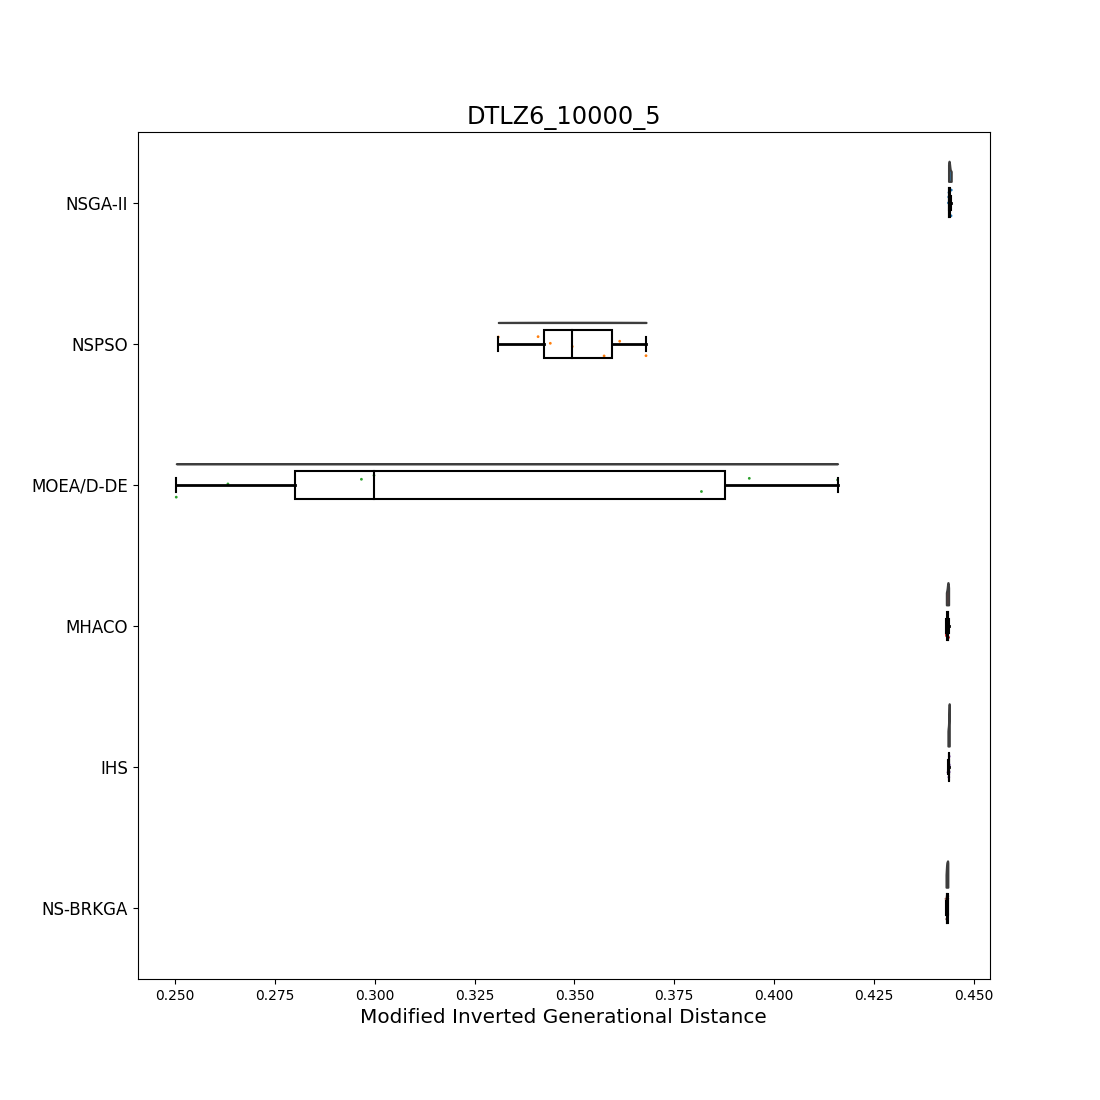 DTLZ6_10000_5
NSGA-II
NSPSO
MOEA/D-DE
MHACO
IHS
NS-BRKGA
0.250 0.275 0.300 0.325 0.350 0.375 0.400 0.425 0.450
Modified Inverted Generational Distance